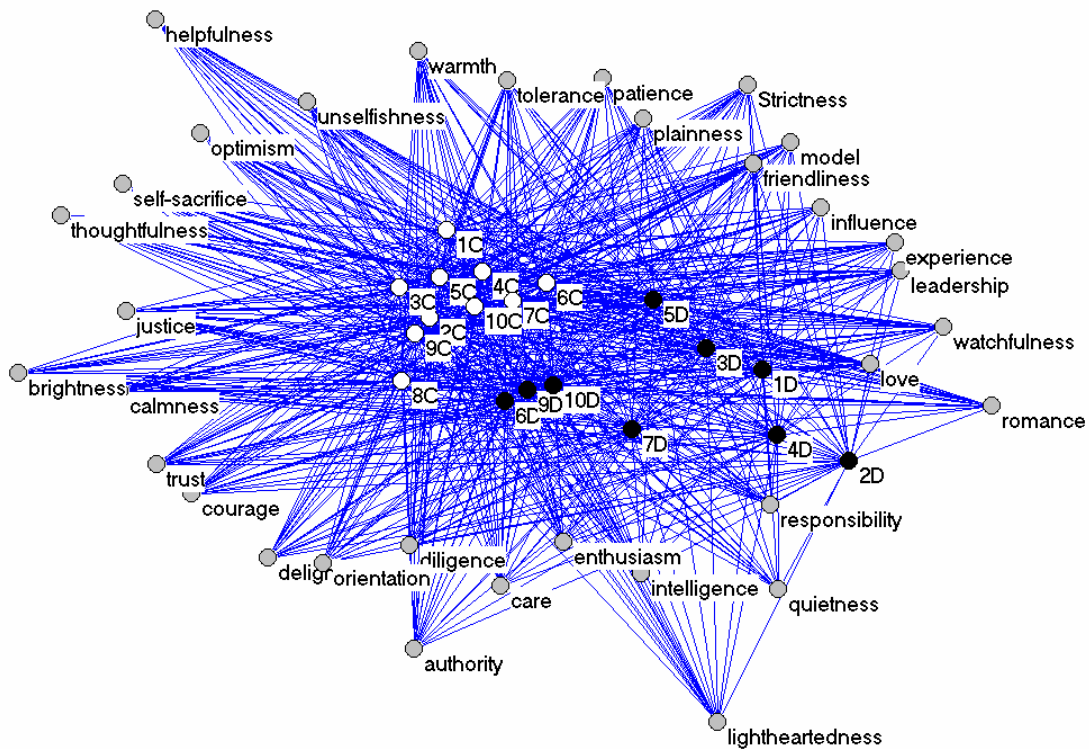 helpfulness
warmth
tolerance
patience
Strictness
unselfishness
plainness
optimism
model
friendliness
self-sacrifice
influence
thoughtfulness
1C
experience
4C
leadership
5C
6C
3C
7C
10C
5D
justice
2C
watchfulness
9C
3D
love
1D
brightness
8C
calmness
9D
10D
6D
romance
7D
4D
2D
trust
courage
responsibility
diligence
enthusiasm
orientation
intelligence
care
quietness
authority
lightheartedness